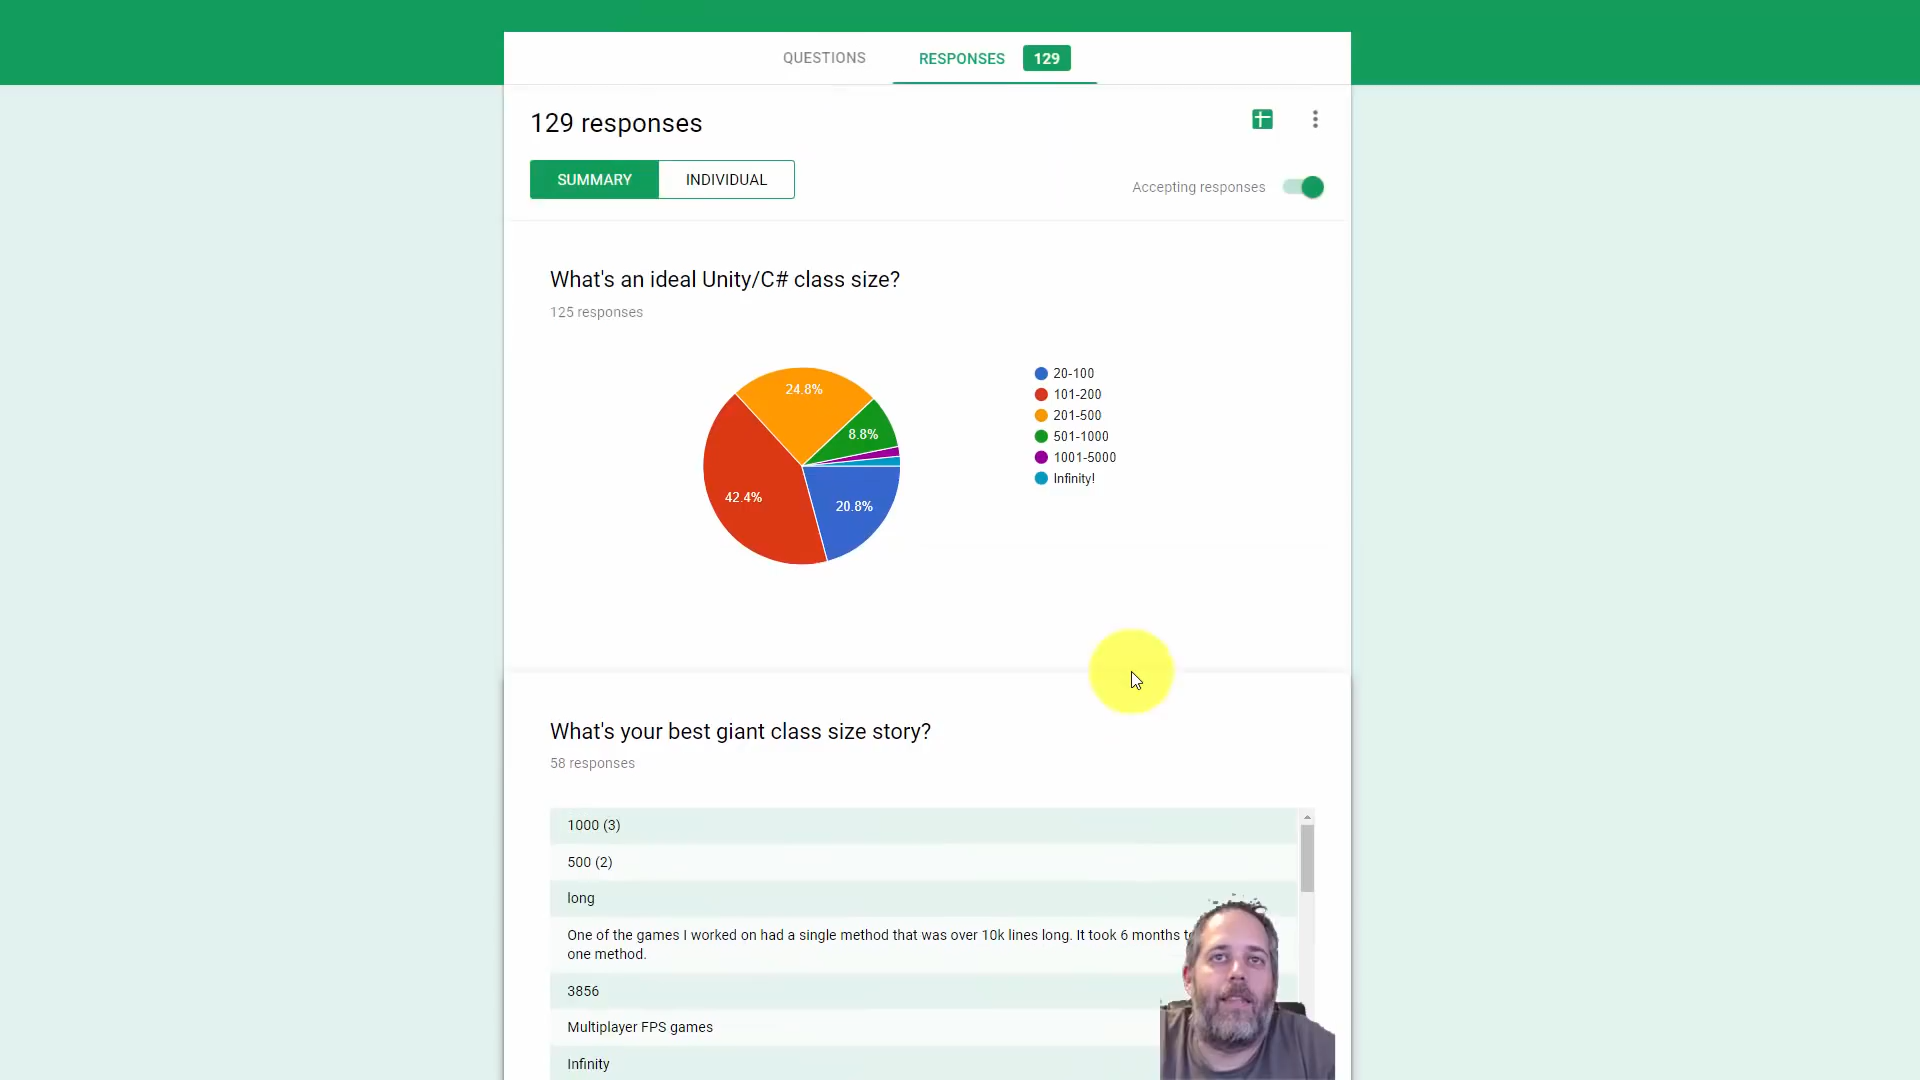 QUESTIONS
RESPONSES 129
129 responses
SUMMARY INDIVIDUAL
Accepting responses
What's an ideal Unity/C# class size?
125 responses
24.8%
8.8%
42.4%
20.8%
20-100
101-200
201-500
501-1000
1001-5000
Infinity!
What's your best giant class size story?
58 responses
1000 (3)
500 (2)
long
One of the games I worked on had a single method that was over 10k lines long. It took 6 months
one method.
3856
Multiplayer FPS games
Infinity